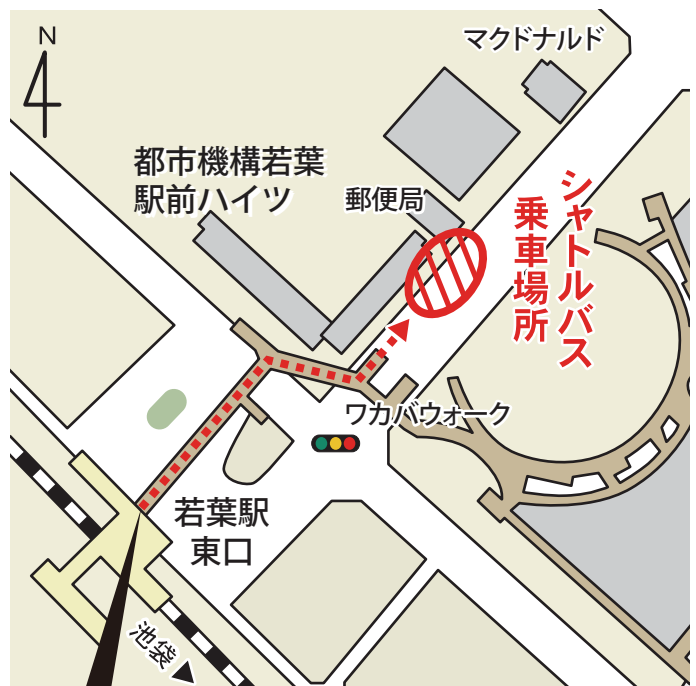 N
マクドナルド
都市機構若葉
駅前ハイツ
郵便局
シャトルバス
乗車場所
ワカバウォーク
若葉駅
東口
池袋